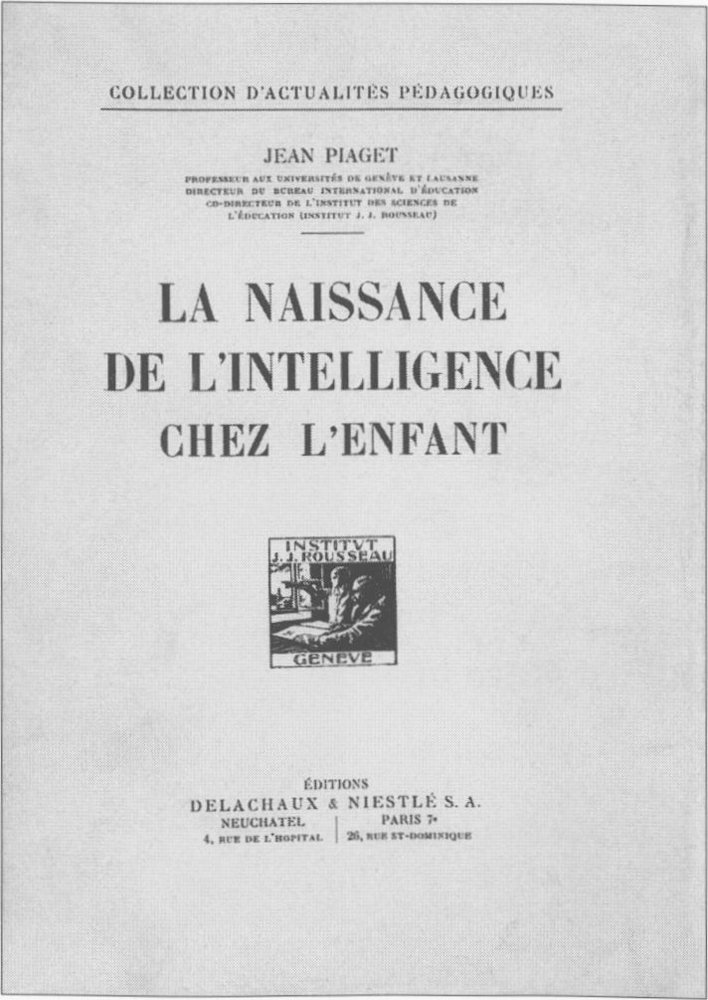 COLLECTION D'ACTUALITÉS PÉDAGOGIQUES
JEAN PIAGET
PROFESSEUR AUX UNIVERSITÉS DE GENÈVE ET LAUSANNE
DIRECTEUR DU BUREAU INTERNATIONAL D'ÉDUCATION
CO-DIRECTEUR DE L'INSTITUT DES SCIENCES DE
L'ÉDUCATION (INSTITUT J. J. ROUSSEAU)
LA NAISSANCE
DE L'INTELLIGENCE
CHEZ L'ENFANT
INSTITVT
J. J. ROUSSEAU
GENEVE
ÉDITIONS
DELACHAUX & NIESTLÉ S. A.
NEUCHATEL
4, RUE DE L'HOPITAL
PARIS 7e
26, RUE ST-DOMINIQUE